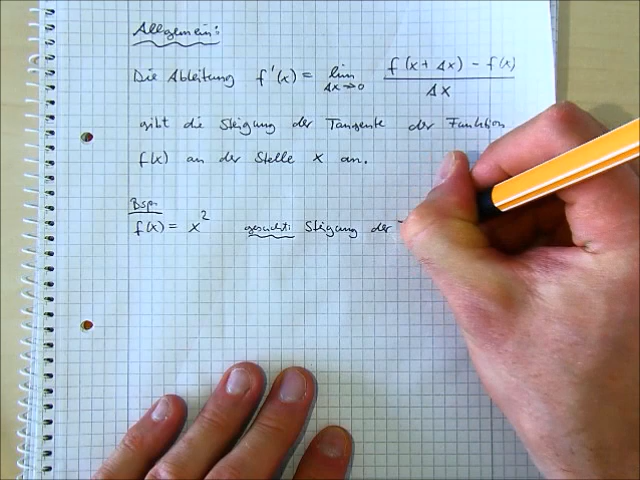 Allgemein:
Die Ableitung f'(x) = lim Δx→0 f(x + Δx) - f(x) / Δx
gibt die Steigung der Tangente der Funktion
f(x) an der Stelle x an.
Bsp.
f(x) = x² gesucht: Steigung der